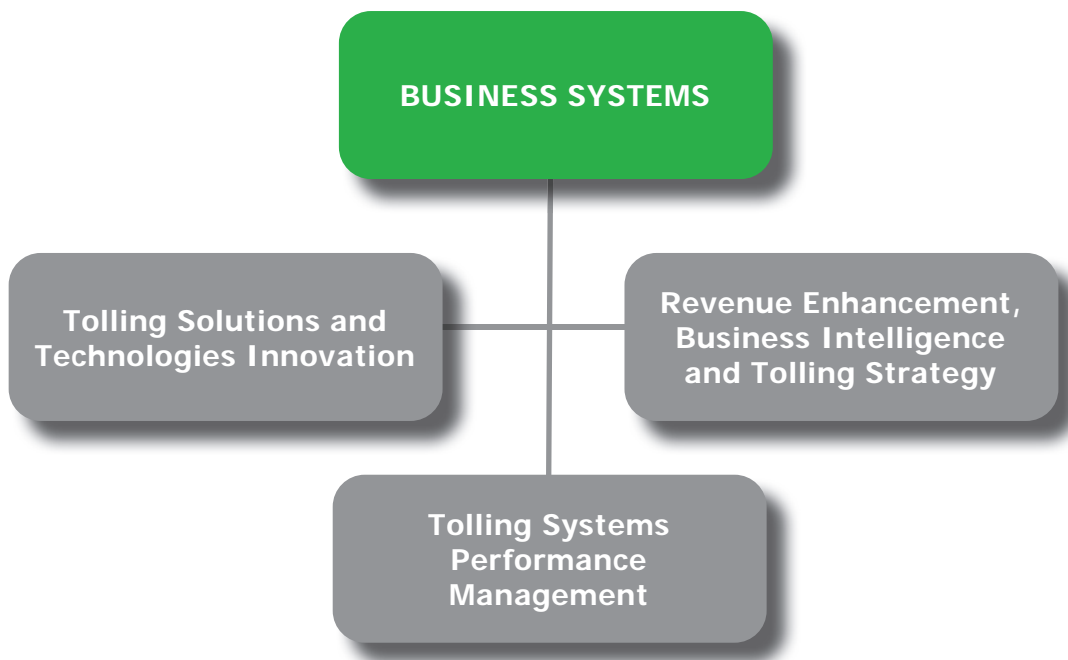 BUSINESS SYSTEMS
Tolling Solutions and
Technologies Innovation
Revenue Enhancement,
Business Intelligence
and Tolling Strategy
Tolling Systems
Performance
Management